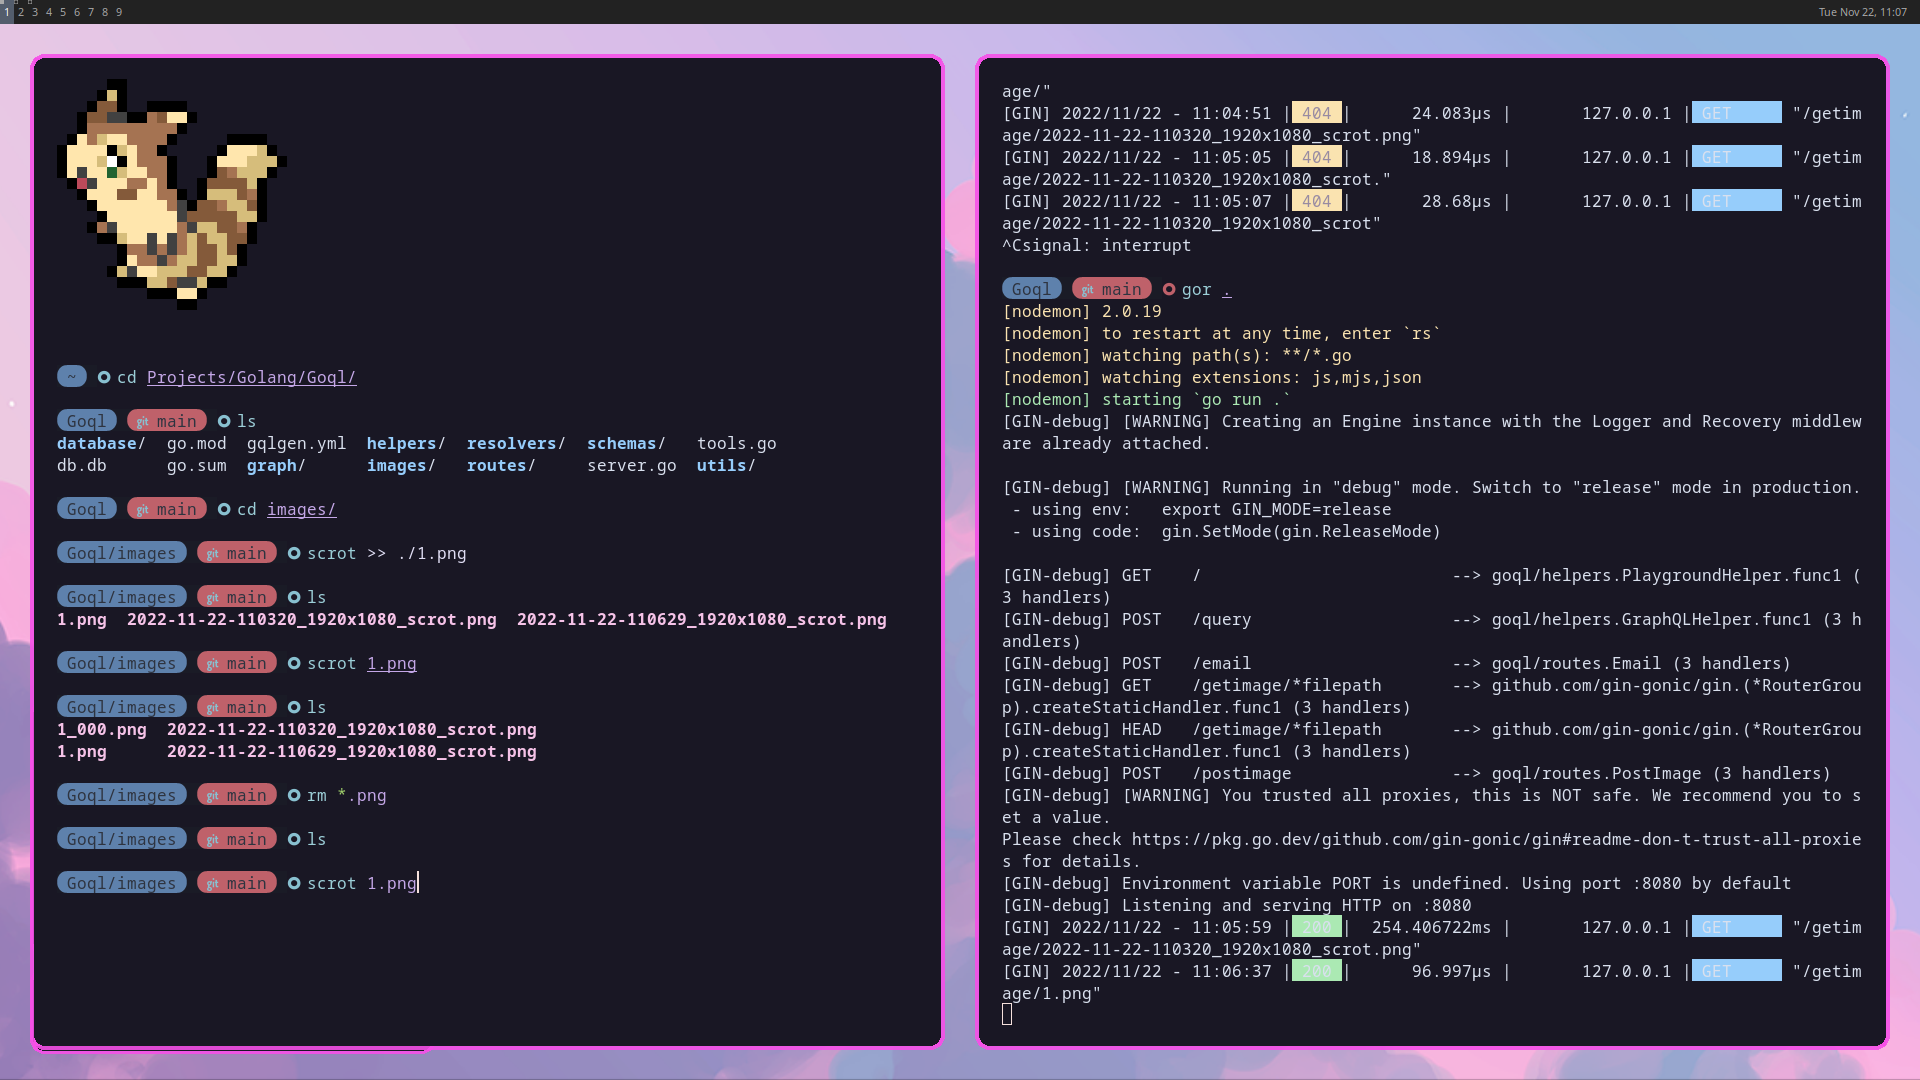 1 2 3 4 5 6 7 8 9
Tue Nov 22, 11:07
~ cd Projects/Golang/Goql/
Goql git main ls
database/ go.mod gqlgen.yml helpers/ resolvers/ schemas/ tools.go
db.db go.sum graph/ images/ routes/ server.go utils/
Goql git main cd images/
Goql/images git main scrot >> ./1.png
Goql/images git main ls
1.png 2022-11-22-110320_1920x1080_scrot.png 2022-11-22-110629_1920x1080_scrot.png
Goql/images git main scrot 1.png
Goql/images git main ls
1_000.png 2022-11-22-110320_1920x1080_scrot.png
1.png 2022-11-22-110629_1920x1080_scrot.png
Goql/images git main rm *.png
Goql/images git main ls
Goql/images git main scrot 1.png
age/"
[GIN] 2022/11/22 - 11:04:51 | 404 | 24.083µs | 127.0.0.1 | GET "/getim
age/2022-11-22-110320_1920x1080_scrot.png"
[GIN] 2022/11/22 - 11:05:05 | 404 | 18.894µs | 127.0.0.1 | GET "/getim
age/2022-11-22-110320_1920x1080_scrot."
[GIN] 2022/11/22 - 11:05:07 | 404 | 28.68µs | 127.0.0.1 | GET "/getim
age/2022-11-22-110320_1920x1080_scrot"
^Csignal: interrupt
Goql git main gor .
[nodemon] 2.0.19
[nodemon] to restart at any time, enter `rs`
[nodemon] watching path(s): **/*.go
[nodemon] watching extensions: js,mjs,json
[nodemon] starting `go run .`
[GIN-debug] [WARNING] Creating an Engine instance with the Logger and Recovery middlew
are already attached.
[GIN-debug] [WARNING] Running in "debug" mode. Switch to "release" mode in production.
- using env: export GIN_MODE=release
- using code: gin.SetMode(gin.ReleaseMode)
[GIN-debug] GET / --> goql/helpers.PlaygroundHelper.func1 (
3 handlers)
[GIN-debug] POST /query --> goql/helpers.GraphQLHelper.func1 (3 h
andlers)
[GIN-debug] POST /email --> goql/routes.Email (3 handlers)
[GIN-debug] GET /getimage/*filepath --> github.com/gin-gonic/gin.(*RouterGrou
p).createStaticHandler.func1 (3 handlers)
[GIN-debug] HEAD /getimage/*filepath --> github.com/gin-gonic/gin.(*RouterGrou
p).createStaticHandler.func1 (3 handlers)
[GIN-debug] POST /postimage --> goql/routes.PostImage (3 handlers)
[GIN-debug] [WARNING] You trusted all proxies, this is NOT safe. We recommend you to s
et a value.
Please check https://pkg.go.dev/github.com/gin-gonic/gin#readme-don-t-trust-all-proxie
s for details.
[GIN-debug] Environment variable PORT is undefined. Using port :8080 by default
[GIN-debug] Listening and serving HTTP on :8080
[GIN] 2022/11/22 - 11:05:59 | 200 | 254.406722ms | 127.0.0.1 | GET "/getim
age/2022-11-22-110320_1920x1080_scrot.png"
[GIN] 2022/11/22 - 11:06:37 | 200 | 96.997µs | 127.0.0.1 | GET "/getim
age/1.png"